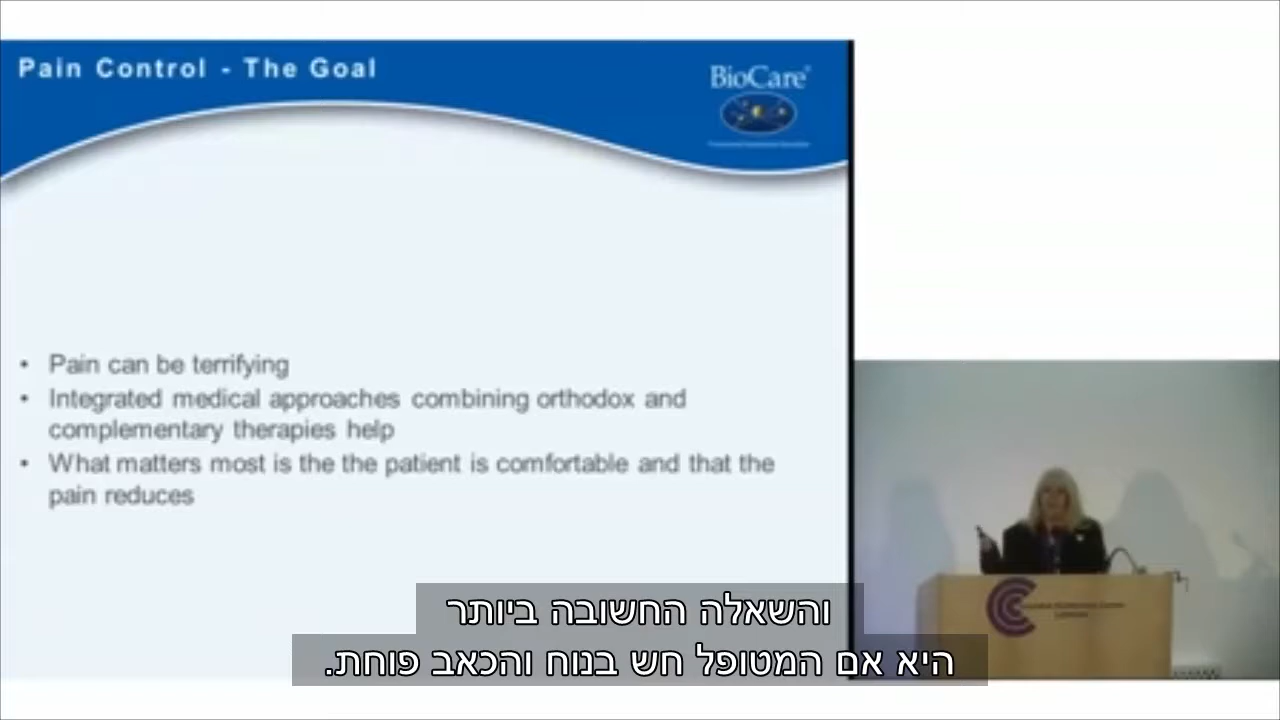 Pain Control - The Goal
BioCare®
• Pain can be terrifying
• Integrated medical approaches combining orthodox and
complementary therapies help
• What matters most is the the patient is comfortable and that the
pain reduces
והשאלה החשובה ביותר
היא אם המטופל חש בנוח והכאב פוחת.